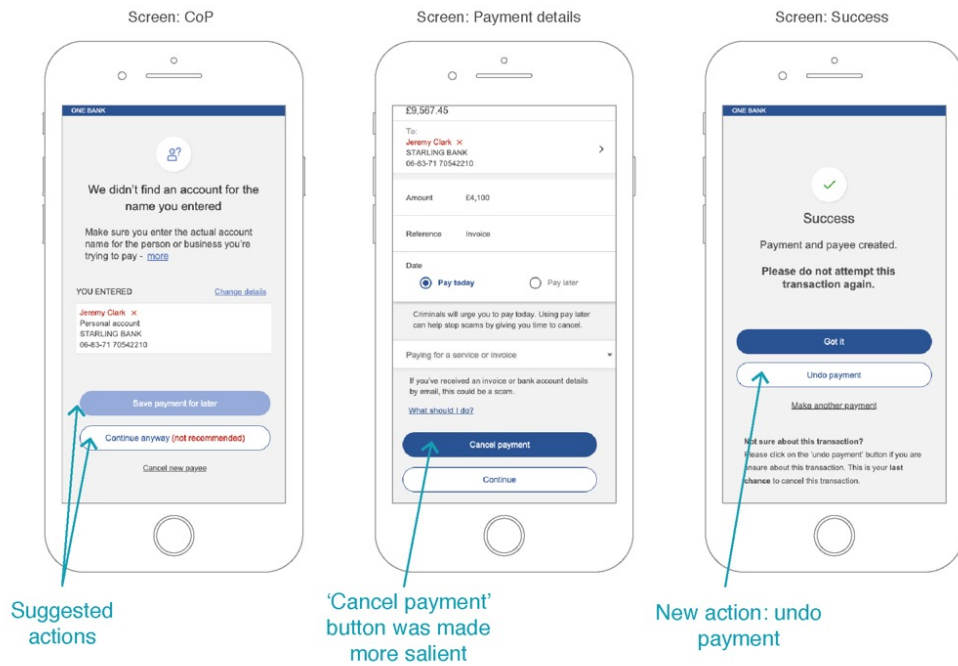 Screen: CoP
ONE BANK
We didn't find an account for the
name you entered
Make sure you enter the actual account
name for the person or business you're
trying to pay - more
YOU ENTERED Change details
Jeremy Clark ×
Personal account
STARLING BANK
06-83-71 70542210
Save payment for later
Continue anyway (not recommended)
Cancel new payee
Suggested
actions
Screen: Payment details
£9,567.45
To:
Jeremy Clark ×
STARLING BANK
06-83-71 70542210
Amount £4,100
Reference Invoice
Date
Pay today Pay later
Criminals will urge you to pay today. Using pay later
can help stop scams by giving you time to cancel.
Paying for a service or invoice
If you've received an invoice or bank account details
by email, this could be a scam.
What should I do?
Cancel payment
Continue
'Cancel payment'
button was made
more salient
Screen: Success
ONE BANK
Success
Payment and payee created.
Please do not attempt this
transaction again.
Got it
Undo payment
Make another payment
Not sure about this transaction?
Please click on the 'undo payment' button if you are
unsure about this transaction. This is your last
chance to cancel this transaction.
New action: undo
payment